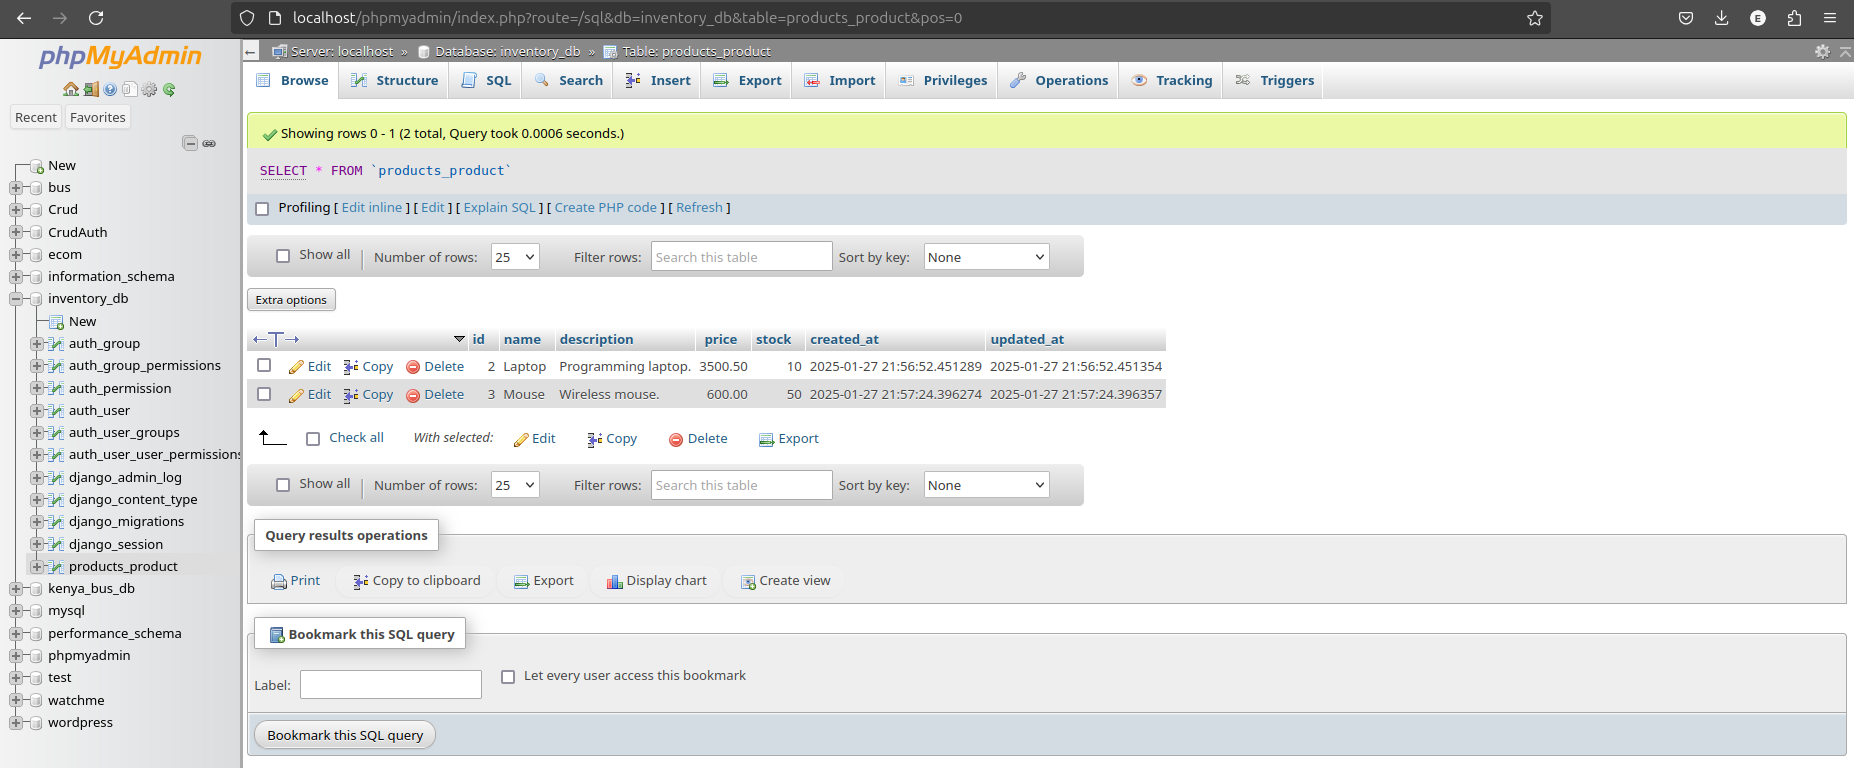 localhost/phpmyadmin/index.php?route=/sql&db=inventory_db&table=products_product&pos=0
E
phpMyAdmin
Recent Favorites
New
bus
Crud
CrudAuth
ecom
information_schema
inventory_db
New
auth_group
auth_group_permissions
auth_permission
auth_user
auth_user_groups
auth_user_user_permissions
django_admin_log
django_content_type
django_migrations
django_session
products_product
kenya_bus_db
mysql
performance_schema
phpmyadmin
test
watchme
wordpress
← Server: localhost » Database: inventory_db » Table: products_product
Browse Structure SQL Search Insert Export Import Privileges Operations Tracking Triggers
Showing rows 0 - 1 (2 total, Query took 0.0006 seconds.)
SELECT * FROM `products_product`
Profiling [ Edit inline ] [ Edit ] [ Explain SQL ] [ Create PHP code ] [ Refresh ]
Show all | Number of rows: 25 Filter rows: Search this table Sort by key: None
Extra options
←T→ id name description price stock created_at updated_at
Edit Copy Delete 2 Laptop Programming laptop. 3500.50 10 2025-01-27 21:56:52.451289 2025-01-27 21:56:52.451354
Edit Copy Delete 3 Mouse Wireless mouse. 600.00 50 2025-01-27 21:57:24.396274 2025-01-27 21:57:24.396357
Check all With selected: Edit Copy Delete Export
Show all | Number of rows: 25 Filter rows: Search this table Sort by key: None
Query results operations
Print Copy to clipboard Export Display chart Create view
Bookmark this SQL query
Label: Let every user access this bookmark
Bookmark this SQL query